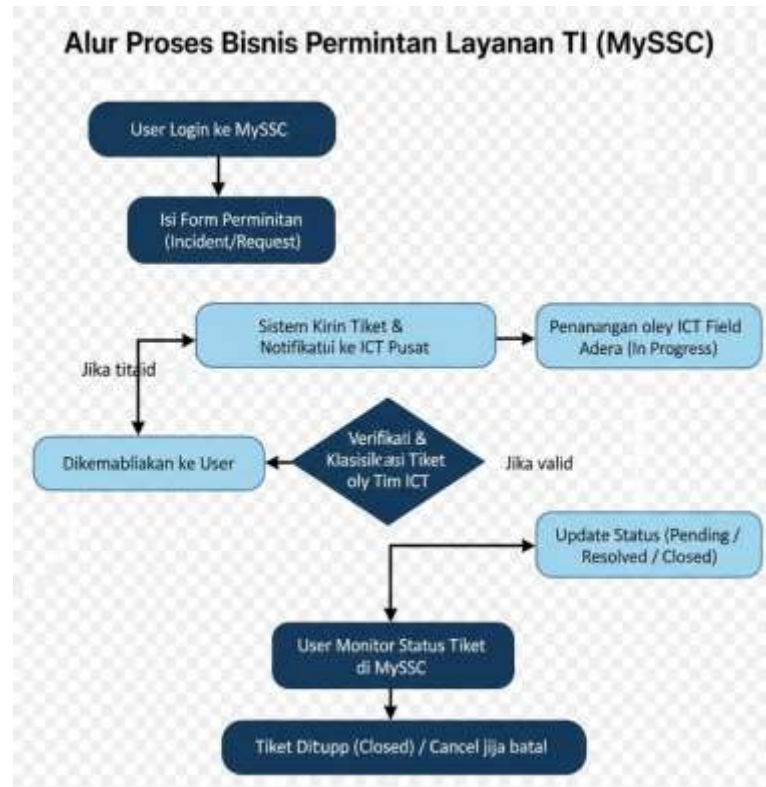 Alur Proses Bisnis Permintan Layanan TI (MySSC)
User Login ke MySSC
Isi Form Perminitan
(Incident/Request)
Sistem Kirin Tiket &
Notifikatui ke ICT Pusat
Penanangan oley ICT Field
Adera (In Progress)
Jika titaid
Dikemabliakan ke User
Verifikati &
Klasisilcasi Tiket
oly Tim ICT
Jika valid
Update Status (Pending /
Resolved / Closed)
User Monitor Status Tiket
di MySSC
Tiket Ditupp (Closed) / Cancel jija batal